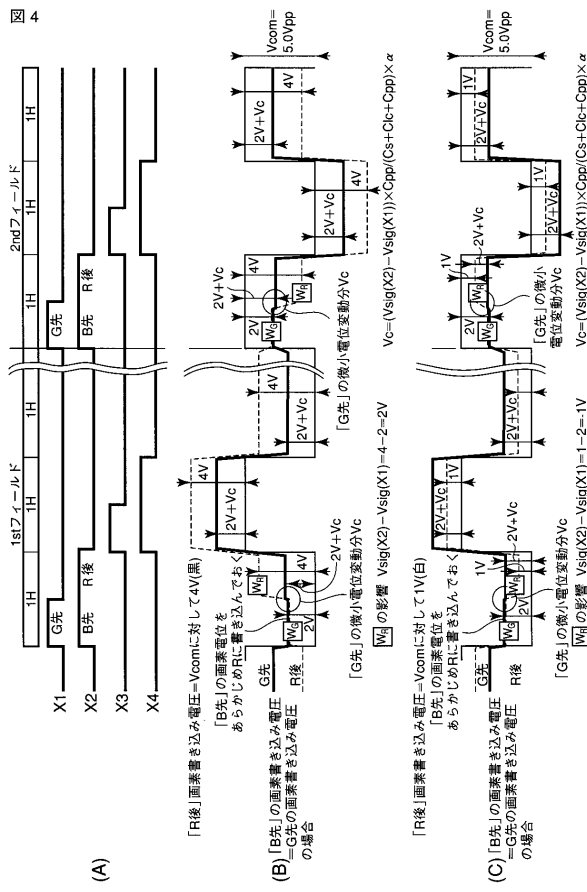 図 4
(A)
1stフィールド
2ndフィールド
1H
1H
1H
1H
1H
1H
X1
G先
G先
X2
B先
R後
B先
R後
X3
X4
(B)
「R後」画素書き込み電圧=Vcomに対して4V(黒)
「B先」の画素電位を
あらかじめRに書き込んでおく
「B先」の画素書き込み電圧
=G先の画素書き込み電圧
の場合
G先
R後
WG
WR
2V
4V
2V+Vc
2V+Vc
4V
2V+Vc
4V
「G先」の微小電位変動分Vc
WRの影響 Vsig(X2)−Vsig(X1)=4−2=2V
2V+Vc
2V
WG
4V
WR
2V+Vc
4V
2V+Vc
4V
Vcom=
5.0Vpp
「G先」の微小電位変動分Vc
Vc=(Vsig(X2)−Vsig(X1))×Cpp/(Cs+Clc+Cpp)×α
(C)
「R後」画素書き込み電圧=Vcomに対して1V(白)
「B先」の画素電位を
あらかじめRに書き込んでおく
「B先」の画素書き込み電圧
=G先の画素書き込み電圧
の場合
G先
R後
WG
WR
1V
2V
2V+Vc
2V+Vc
1V
2V+Vc
「G先」の微小電位変動分Vc
WRの影響 Vsig(X2)−Vsig(X1)=1−2=-1V
2V
WG
1V
WR
2V+Vc
1V
2V+Vc
1V
2V+Vc
Vcom=
5.0Vpp
「G先」の微小
電位変動分Vc
Vc=(Vsig(X2)−Vsig(X1))×Cpp/(Cs+Clc+Cpp)×α